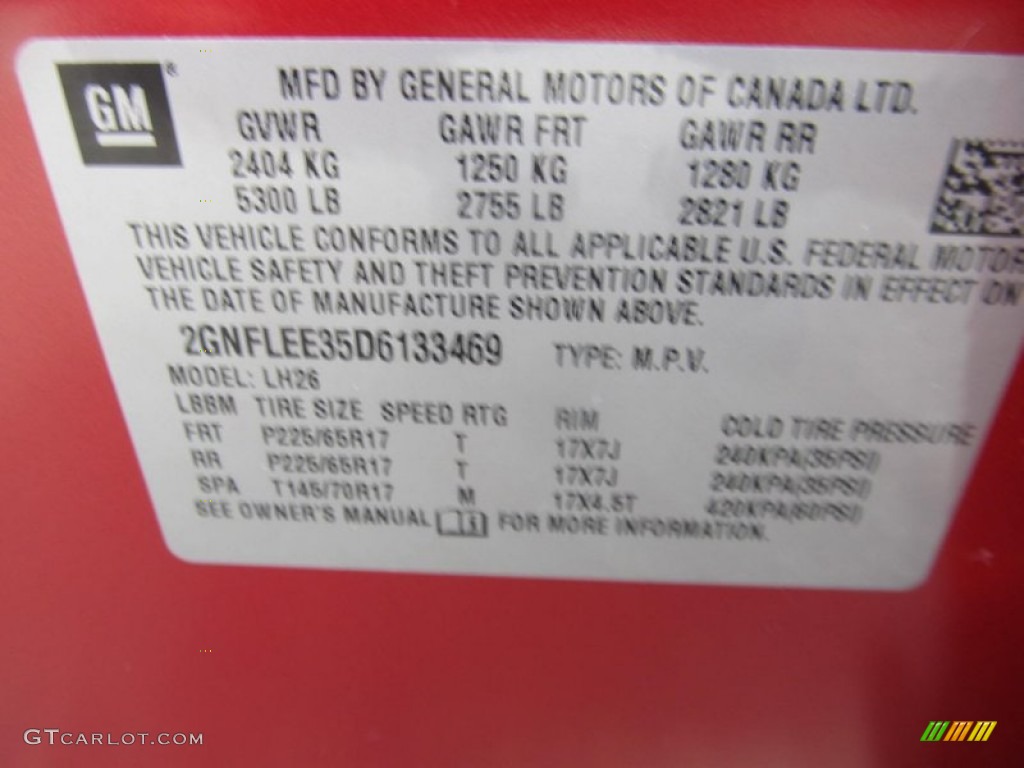 GM®
MFD BY GENERAL MOTORS OF CANADA LTD.
GVWR GAWR FRT GAWR RR
2404 KG 1250 KG 1280 KG
5300 LB 2755 LB 2821 LB
THIS VEHICLE CONFORMS TO ALL APPLICABLE U.S. FEDERAL MOTOR
VEHICLE SAFETY AND THEFT PREVENTION STANDARDS IN EFFECT ON
THE DATE OF MANUFACTURE SHOWN ABOVE.
2GNFLEE35D6133469 TYPE: M.P.V.
MODEL: LH26
LBBM TIRE SIZE SPEED RTG RIM COLD TIRE PRESSURE
FRT P225/65R17 T 17X7J 240KPA(35PSI)
RR P225/65R17 T 17X7J 240KPA(35PSI)
SPA T145/70R17 M 17X4.5T 420KPA(60PSI)
SEE OWNER'S MANUAL FOR MORE INFORMATION.
GTCARLOT.COM